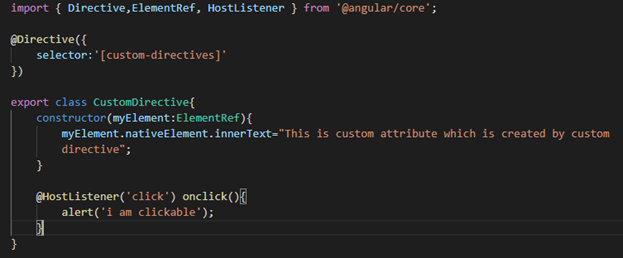 import { Directive,ElementRef, HostListener } from '@angular/core';
@Directive({
selector:'[custom-directives]'
})
export class CustomDirective{
constructor(myElement:ElementRef){
myElement.nativeElement.innerText="This is custom attribute which is created by custom
directive";
}
@HostListener('click') onclick(){
alert('i am clickable');
}
}